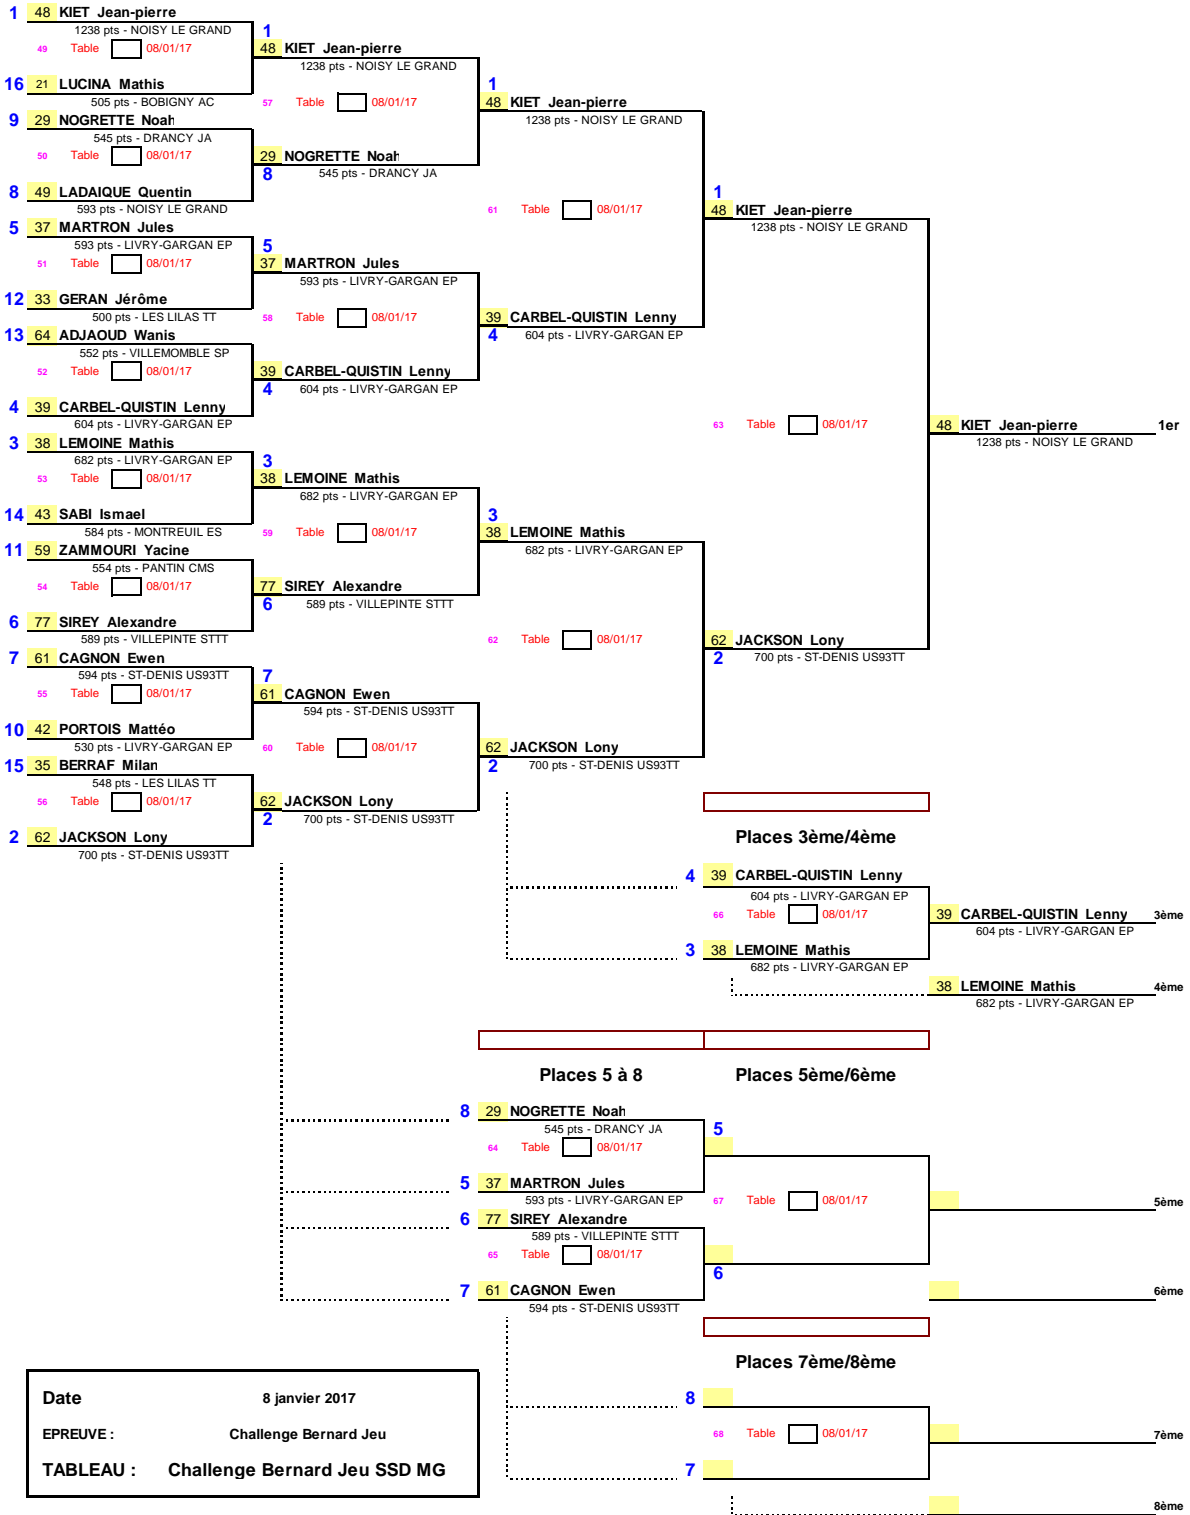 1 48 KIET Jean-pierre
1238 pts - NOISY LE GRAND 1
49 Table 08/01/17 48 KIET Jean-pierre
1238 pts - NOISY LE GRAND
16 21 LUCINA Mathis 1
505 pts - BOBIGNY AC 57 Table 08/01/17 48 KIET Jean-pierre
9 29 NOGRETTE Noah 1238 pts - NOISY LE GRAND
545 pts - DRANCY JA
50 Table 08/01/17 29 NOGRETTE Noah
8 545 pts - DRANCY JA
8 49 LADAIQUE Quentin 1
593 pts - NOISY LE GRAND 61 Table 08/01/17 48 KIET Jean-pierre
5 37 MARTRON Jules 1238 pts - NOISY LE GRAND
593 pts - LIVRY-GARGAN EP 5
51 Table 08/01/17 37 MARTRON Jules
593 pts - LIVRY-GARGAN EP
12 33 GERAN Jérôme
500 pts - LES LILAS TT 58 Table 08/01/17 39 CARBEL-QUISTIN Lenny
13 64 ADJAOUD Wanis 4 604 pts - LIVRY-GARGAN EP
552 pts - VILLEMOMBLE SP
52 Table 08/01/17 39 CARBEL-QUISTIN Lenny
4 604 pts - LIVRY-GARGAN EP
4 39 CARBEL-QUISTIN Lenny
604 pts - LIVRY-GARGAN EP 63 Table 08/01/17 48 KIET Jean-pierre 1er
3 38 LEMOINE Mathis 1238 pts - NOISY LE GRAND
682 pts - LIVRY-GARGAN EP 3
53 Table 08/01/17 38 LEMOINE Mathis
682 pts - LIVRY-GARGAN EP
14 43 SABI Ismael 3
584 pts - MONTREUIL ES 59 Table 08/01/17 38 LEMOINE Mathis
11 59 ZAMMOURI Yacine 682 pts - LIVRY-GARGAN EP
554 pts - PANTIN CMS
54 Table 08/01/17 77 SIREY Alexandre
6 589 pts - VILLEPINTE STTT
6 77 SIREY Alexandre
589 pts - VILLEPINTE STTT 62 Table 08/01/17 62 JACKSON Lony
7 61 CAGNON Ewen 2 700 pts - ST-DENIS US93TT
594 pts - ST-DENIS US93TT 7
55 Table 08/01/17 61 CAGNON Ewen
594 pts - ST-DENIS US93TT
10 42 PORTOIS Mattéo
530 pts - LIVRY-GARGAN EP 60 Table 08/01/17 62 JACKSON Lony
15 35 BERRAF Milan 2 700 pts - ST-DENIS US93TT
548 pts - LES LILAS TT
56 Table 08/01/17 62 JACKSON Lony
2 700 pts - ST-DENIS US93TT
2 62 JACKSON Lony
700 pts - ST-DENIS US93TT
Places 3ème/4ème
4 39 CARBEL-QUISTIN Lenny
604 pts - LIVRY-GARGAN EP
66 Table 08/01/17 39 CARBEL-QUISTIN Lenny 3ème
604 pts - LIVRY-GARGAN EP
3 38 LEMOINE Mathis
682 pts - LIVRY-GARGAN EP
38 LEMOINE Mathis 4ème
682 pts - LIVRY-GARGAN EP
Places 5 à 8 Places 5ème/6ème
8 29 NOGRETTE Noah
545 pts - DRANCY JA 5
64 Table 08/01/17
5 37 MARTRON Jules
593 pts - LIVRY-GARGAN EP 67 Table 08/01/17 5ème
6 77 SIREY Alexandre
589 pts - VILLEPINTE STTT
65 Table 08/01/17
6
7 61 CAGNON Ewen 6ème
594 pts - ST-DENIS US93TT
Places 7ème/8ème
8
68 Table 08/01/17 7ème
7
8ème
Date 8 janvier 2017
EPREUVE : Challenge Bernard Jeu
TABLEAU : Challenge Bernard Jeu SSD MG